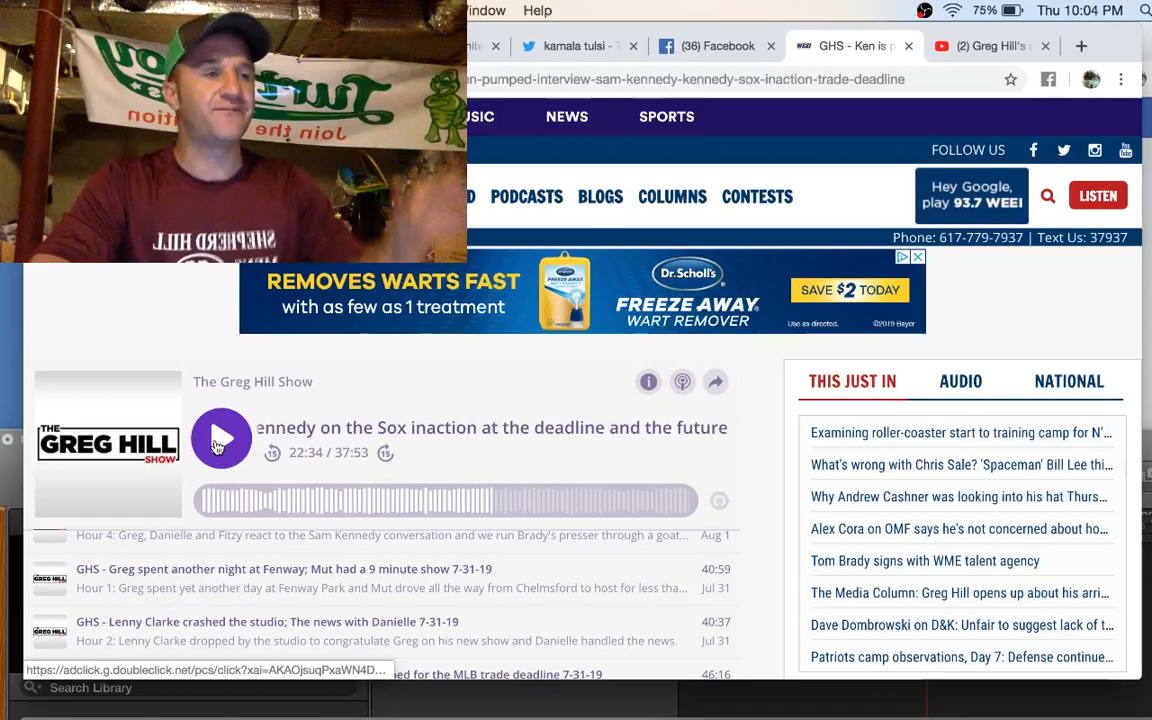 indow Help 75% Thu 10:04 PM
kamala tulsi - T
(36) Facebook
GHS - Ken is p
(2) Greg Hill's r
en-pumped-interview-sam-kennedy-kennedy-sox-inaction-trade-deadline
USIC NEWS SPORTS
FOLLOW US
D PODCASTS BLOGS COLUMNS CONTESTS
Hey Google,
play 93.7 WEEI
LISTEN
Phone: 617-779-7937 | Text Us: 37937
REMOVES WARTS FAST
with as few as 1 treatment
Dr. Scholl's
FREEZE AWAY
WART REMOVER
SAVE $2 TODAY
Use as directed. ©2019 Bayer
Join the
SHEPHERD HILL
The Greg Hill Show
THE
GREG HILL
SHOW
ennedy on the Sox inaction at the deadline and the future
22:34 / 37:53
Hour 4: Greg, Danielle and Fitzy react to the Sam Kennedy conversation and we run Brady's presser through a goat... Aug 1
GHS - Greg spent another night at Fenway; Mut had a 9 minute show 7-31-19 40:59
Hour 1: Greg spent yet another day at Fenway Park and Mut drove all the way from Chelmsford to host for less tha... Jul 31
GHS - Lenny Clarke crashed the studio; The news with Danielle 7-31-19 40:37
Hour 2: Lenny Clarke dropped by the studio to congratulate Greg on his new show and Danielle handled the news. Jul 31
ped for the MLB trade deadline 7-31-19 46:16
THIS JUST IN AUDIO NATIONAL
Examining roller-coaster start to training camp for N'...
What's wrong with Chris Sale? 'Spaceman' Bill Lee thi...
Why Andrew Cashner was looking into his hat Thurs...
Alex Cora on OMF says he's not concerned about ho...
Tom Brady signs with WME talent agency
The Media Column: Greg Hill opens up about his arri...
Dave Dombrowski on D&K: Unfair to suggest lack of t...
Patriots camp observations, Day 7: Defense continue...
https://adclick.g.doubleclick.net/pcs/click?xai=AKAOjsuqPxaWN4D...
Search Library